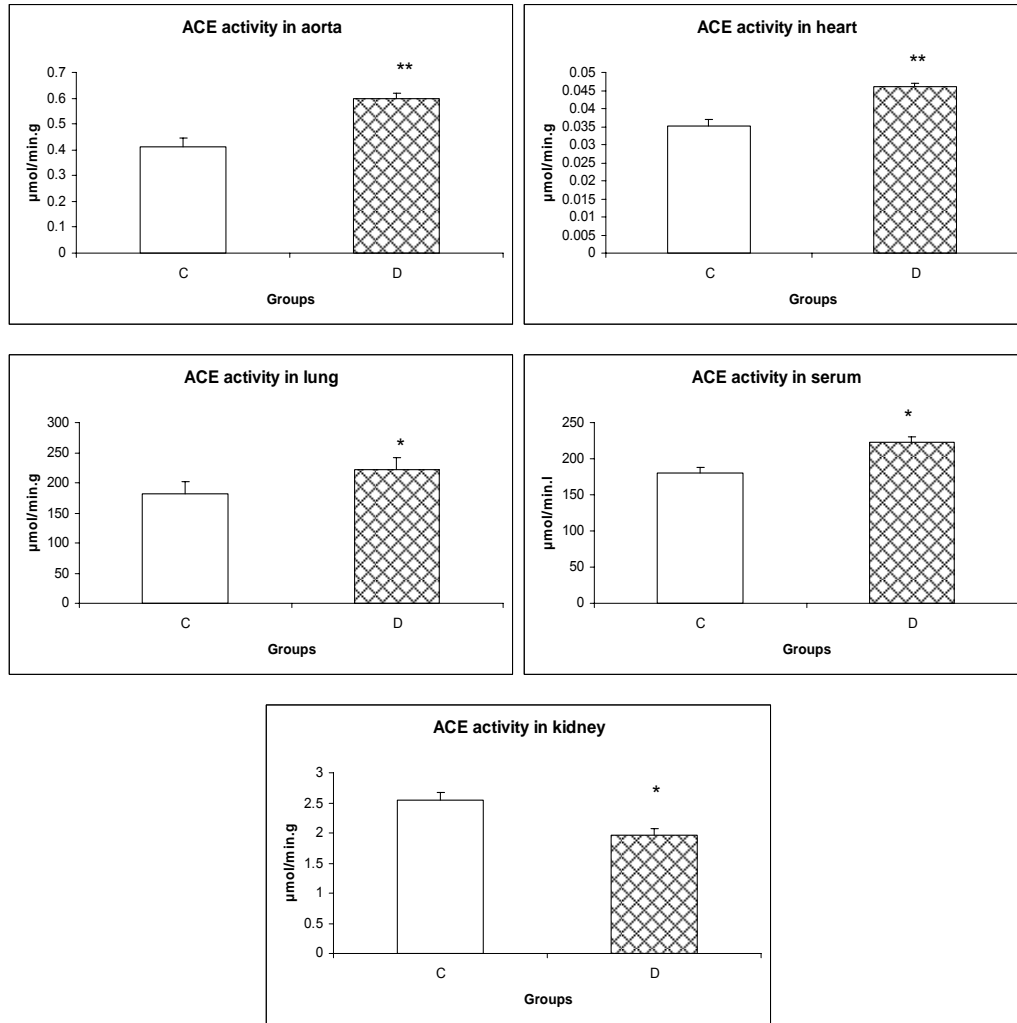 ACE activity in aorta
µmol/min.g
0.7
0.6
0.5
0.4
0.3
0.2
0.1
0
**
C D
Groups
ACE activity in heart
µmol/min.g
0.05
0.045
0.04
0.035
0.03
0.025
0.02
0.015
0.01
0.005
0
**
C D
Groups
ACE activity in lung
µmol/min.g
300
250
200
150
100
50
0
*
C D
Groups
ACE activity in serum
µmol/min.l
250
200
150
100
50
0
*
C D
Groups
ACE activity in kidney
µmol/min.g
3
2.5
2
1.5
1
0.5
0
*
C D
Groups